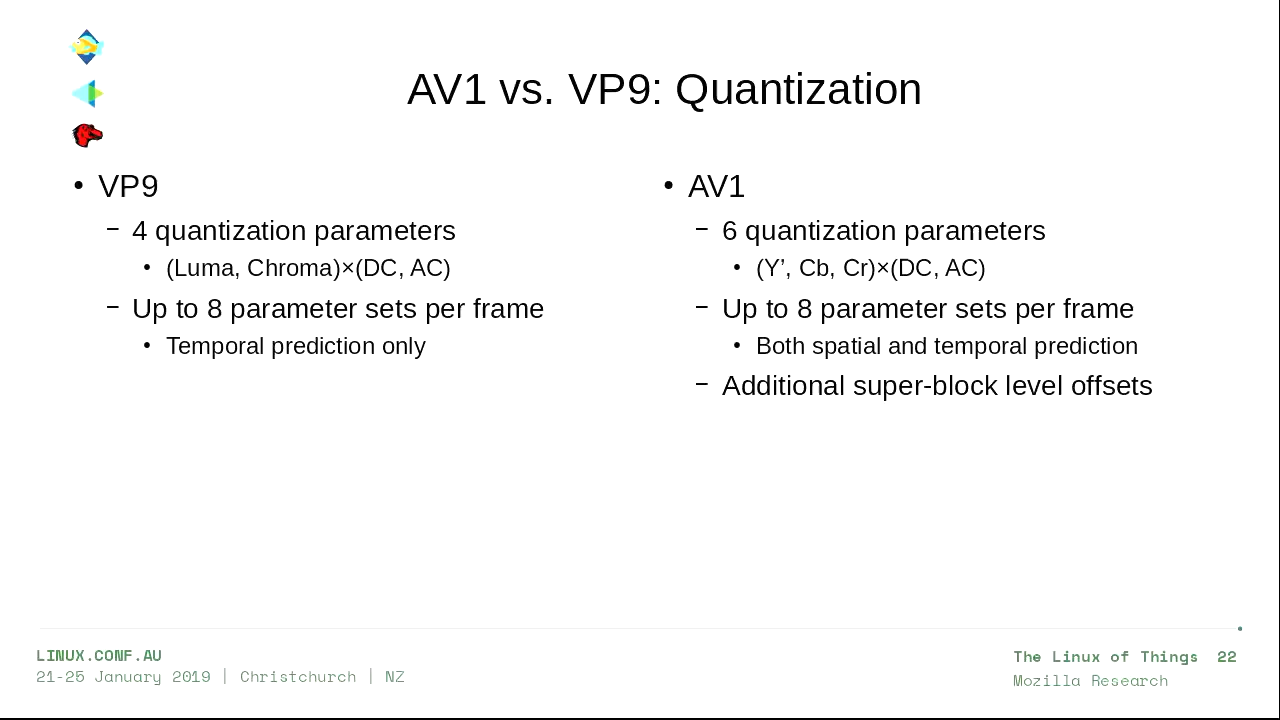 AV1 vs. VP9: Quantization
• VP9
– 4 quantization parameters
• (Luma, Chroma)×(DC, AC)
– Up to 8 parameter sets per frame
• Temporal prediction only
• AV1
– 6 quantization parameters
• (Y’, Cb, Cr)×(DC, AC)
– Up to 8 parameter sets per frame
• Both spatial and temporal prediction
– Additional super-block level offsets
LINUX.CONF.AU
21-25 January 2019 | Christchurch | NZ
The Linux of Things 22
Mozilla Research